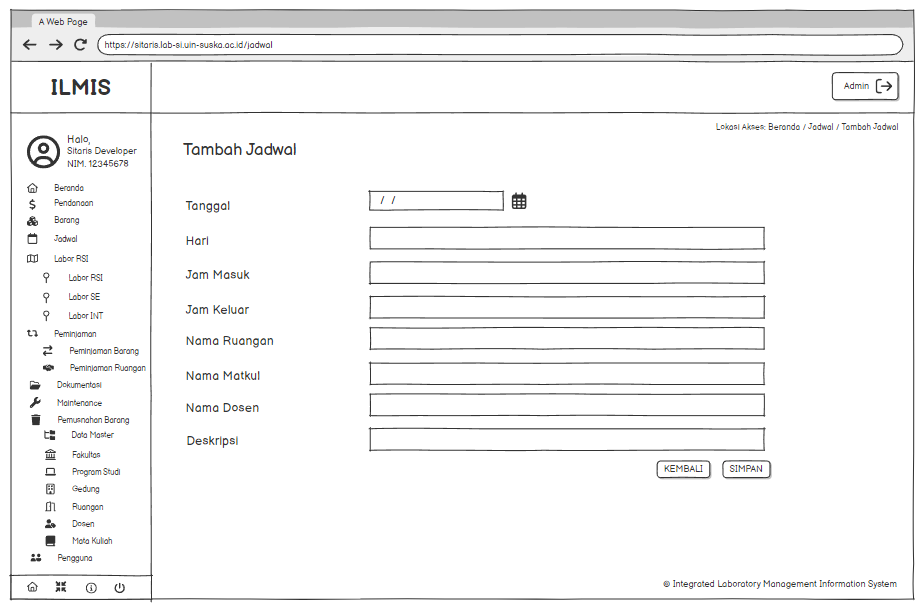 A Web Page
https://sitaris.lab-si.uin-suska.ac.id/jadwal
ILMIS
Admin
Lokasi Akses: Beranda / Jadwal / Tambah Jadwal
Halo,
Sitaris Developer
NIM. 12345678
Beranda
Pendanaan
Barang
Jadwal
Labor RSI
Labor RSI
Labor SE
Labor INT
Peminjaman
Peminjaman Barang
Peminjaman Ruangan
Dokumentasi
Maintenance
Pemusnahan Barang
Data Master
Fakultas
Program Studi
Gedung
Ruangan
Dosen
Mata Kuliah
Pengguna
Tambah Jadwal
Tanggal
/ /
Hari
Jam Masuk
Jam Keluar
Nama Ruangan
Nama Matkul
Nama Dosen
Deskripsi
KEMBALI
SIMPAN
© Integrated Laboratory Management Information System